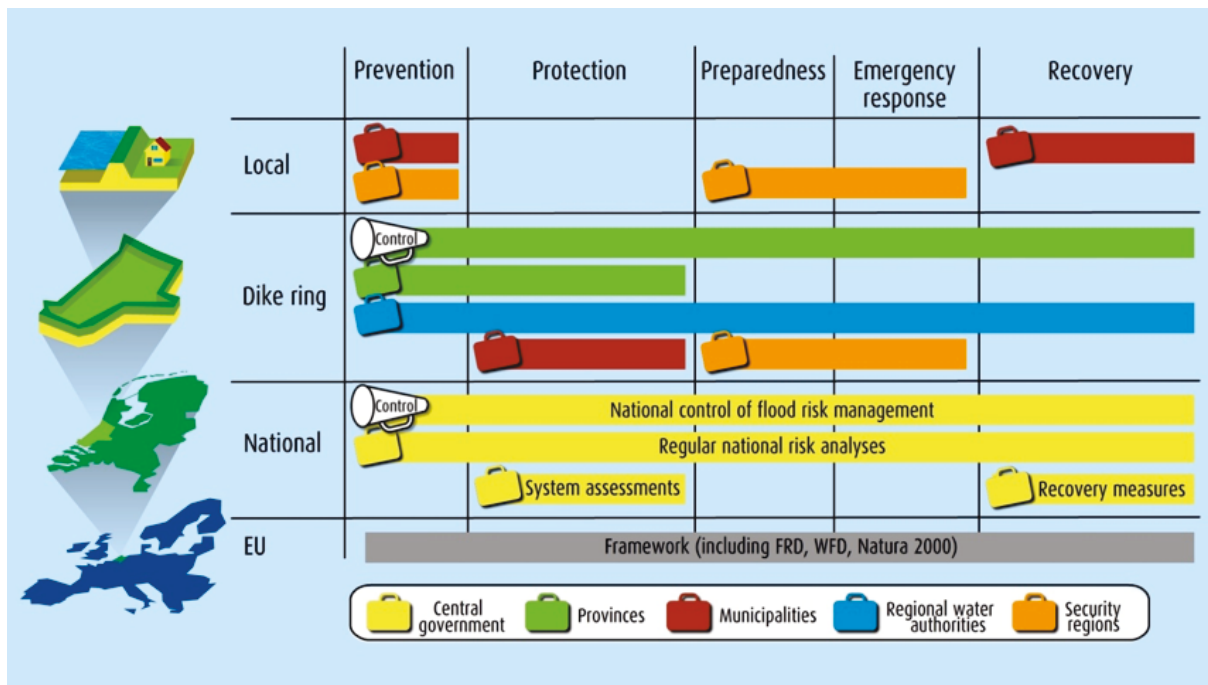 Prevention
Protection
Preparedness
Emergency
response
Recovery
Local
Dike ring
Control
National
Control
National control of flood risk management
Regular national risk analyses
System assessments
Recovery measures
EU
Framework (including FRD, WFD, Natura 2000)
Central
government
Provinces
Municipalities
Regional water
authorities
Security
regions